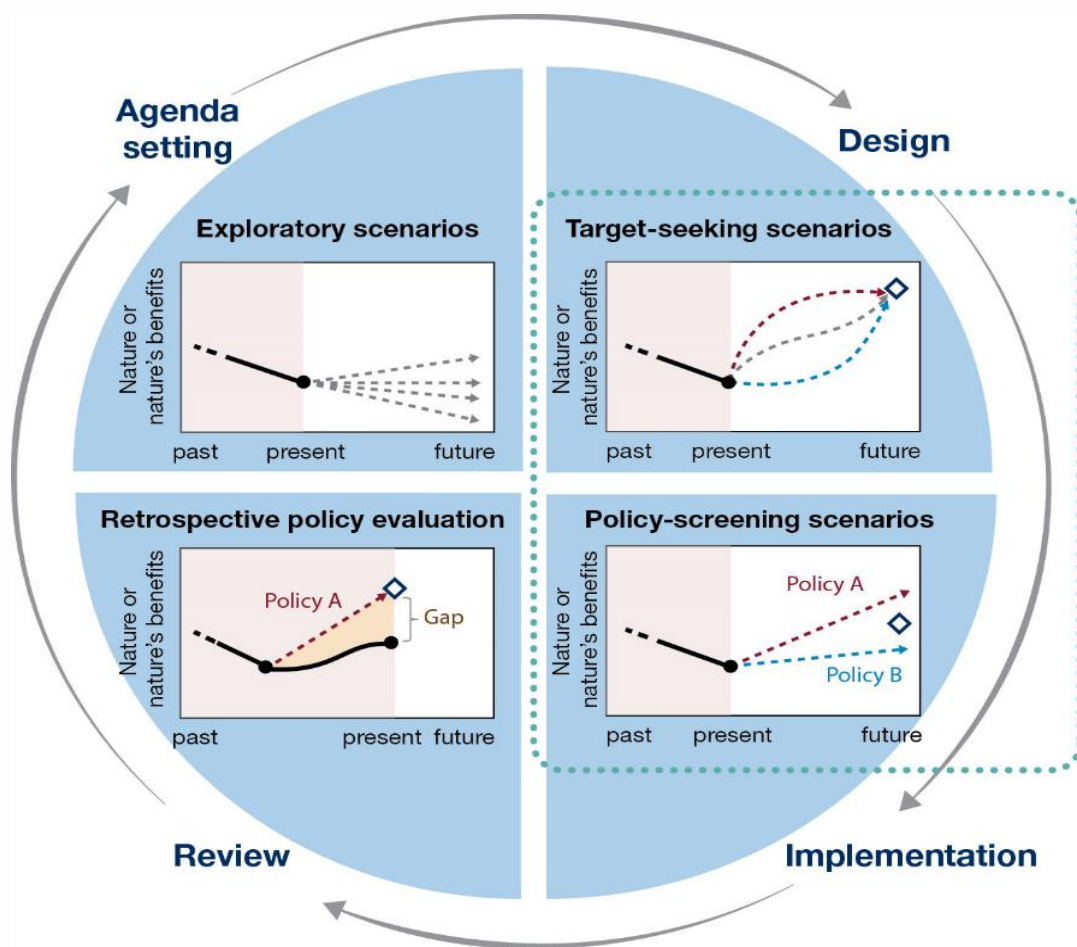 Agenda
setting
Design
Exploratory scenarios
Nature or
nature's benefits
past present future
Target-seeking scenarios
Nature or
nature's benefits
past present future
Retrospective policy evaluation
Nature or
nature's benefits
Policy A
Gap
past present future
Policy-screening scenarios
Nature or
nature's benefits
Policy A
Policy B
past present future
Review
Implementation